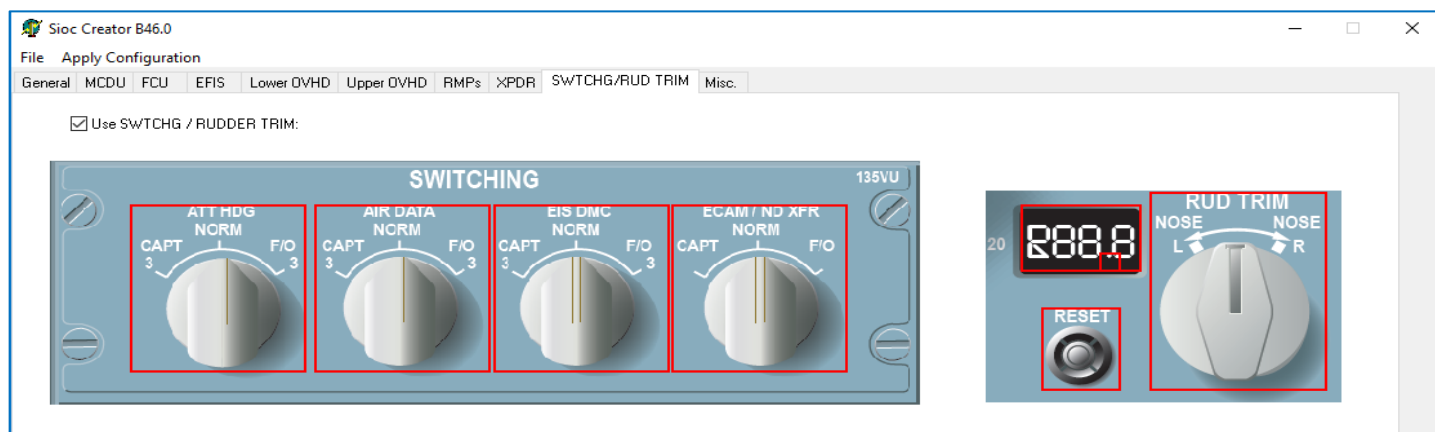 Sioc Creator B46.0
File Apply Configuration
General MCDU FCU EFIS Lower OVHD Upper OVHD RMPs XPDR SWTCHG/RUD TRIM Misc.
Use SWTCHG / RUDDER TRIM:
SWITCHING
135VU
ATT HDG
NORM
CAPT F/O
3 3
AIR DATA
NORM
CAPT F/O
3 3
EIS DMC
NORM
CAPT F/O
3 3
ECAM / ND XFR
NORM
CAPT F/O
20
RESET
RUD TRIM
NOSE NOSE
L R